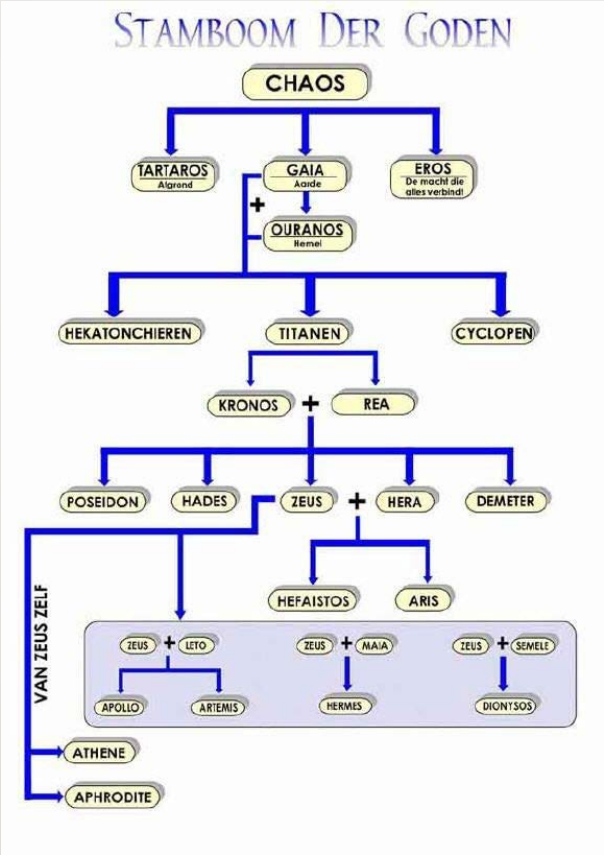 Stamboom Der Goden
CHAOS
TARTAROS
Afgrond
GAIA
Aarde
EROS
De macht die
alles verbind!
+
OURANOS
Hemel
HEKATONCHIEREN
TITANEN
CYCLOPEN
KRONOS + REA
POSEIDON
HADES
ZEUS + HERA
DEMETER
HEFAISTOS
ARIS
VAN ZEUS ZELF
ZEUS + LETO
ZEUS + MAIA
ZEUS + SEMELE
APOLLO
ARTEMIS
HERMES
DIONYSOS
ATHENE
APHRODITE